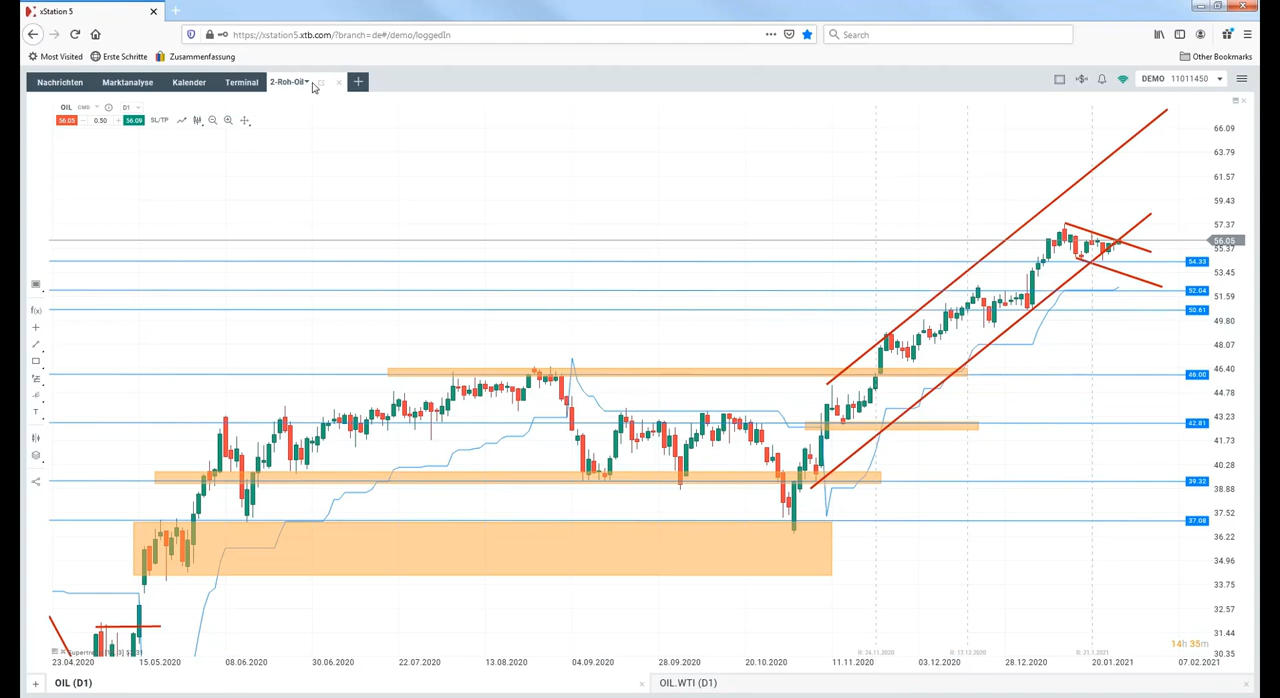 xStation 5
https://xstation5.xtb.com/?branch=de#/demo/loggedIn
Search
Most Visited
Erste Schritte
Zusammenfassung
Other Bookmarks
Nachrichten
Marktanalyse
Kalender
Terminal
2-Roh-Oil
DEMO 11011450
OIL CMD D1
56.05 0.50 56.09 SL/TP
66.09
63.79
61.57
59.43
57.37
56.05
55.37
54.33
53.45
52.04
51.59
50.61
49.80
48.07
46.40
46.00
44.78
43.23
42.81
41.73
40.28
39.32
38.88
37.52
37.08
36.22
34.96
33.75
32.57
31.44
30.35
f(x)
T
14h 35m
23.04.2020
15.05.2020
08.06.2020
30.06.2020
22.07.2020
13.08.2020
04.09.2020
28.09.2020
20.10.2020
11.11.2020
03.12.2020
28.12.2020
20.01.2021
07.02.2021
OIL (D1)
OIL.WTI (D1)